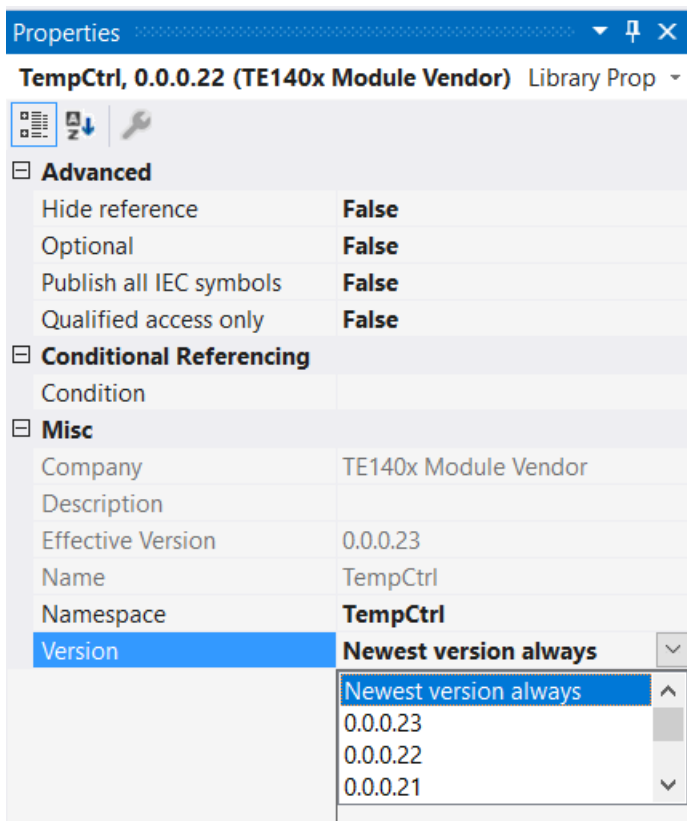 Properties
TempCtrl, 0.0.0.22 (TE140x Module Vendor) Library Prop
Advanced
Hide reference False
Optional False
Publish all IEC symbols False
Qualified access only False
Conditional Referencing
Condition
Misc
Company TE140x Module Vendor
Description
Effective Version 0.0.0.23
Name TempCtrl
Namespace TempCtrl
Version Newest version always
Newest version always
0.0.0.23
0.0.0.22
0.0.0.21